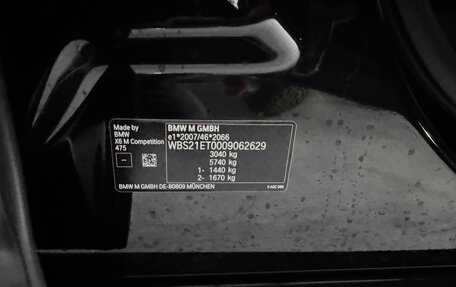 Made by
BMW
X6 M Competition
475
--
BMW M GMBH
e1*2007/46*2066
WBS21ET0009062629
3040 kg
5740 kg
1- 1440 kg
2- 1670 kg
BMW M GMBH DE-80809 MÜNCHEN